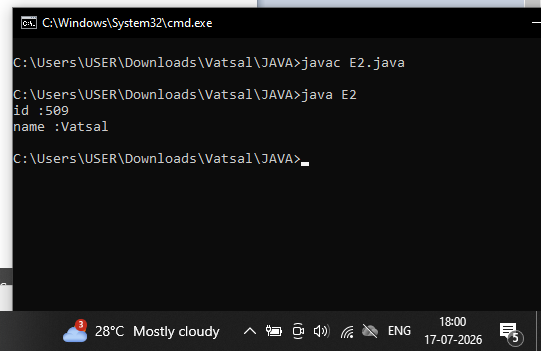 C:\Windows\System32\cmd.exe
C:\Users\USER\Downloads\Vatsal\JAVA>javac E2.java
C:\Users\USER\Downloads\Vatsal\JAVA>java E2
id :509
name :Vatsal
C:\Users\USER\Downloads\Vatsal\JAVA>
3
28°C Mostly cloudy
ENG
18:00
17-07-2026
5